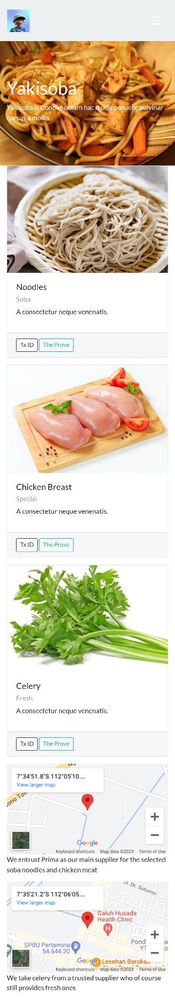 Yakisoba
Yakisoba is Condimentum hac mollis posuere pulvinar
cursus a mollis
Noodles
Soba
A consectetur neque venenatis.
Tx ID The Prove
Chicken Breast
Special
A consectetur neque venenatis.
Tx ID The Prove
Celery
Fresh
A consectetur neque venenatis.
Tx ID The Prove
7°34'51.8"S 112°05'10....
View larger map
Google
Keyboard shortcuts Map data ©2023 Terms of Use
We entrust Prima as our main supplier for the selected
soba noodles and chicken meat
Jl. Dr. Sutomo
7°35'21.2"S 112°06'05....
View larger map
Galuh Husada
Health Clinic
SPBU Pertamina
54.644.20
Google
Lesehan Barokah
Keyboard shortcuts Map data ©2023 Terms of Use
We take celery from a trusted supplier who of course
still provides fresh ones